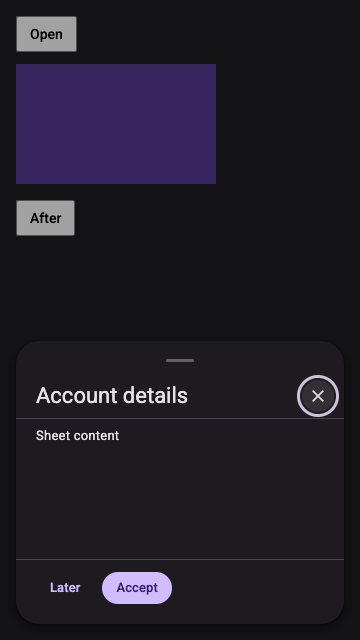 Open
After
Account details
Sheet content
Later
Accept